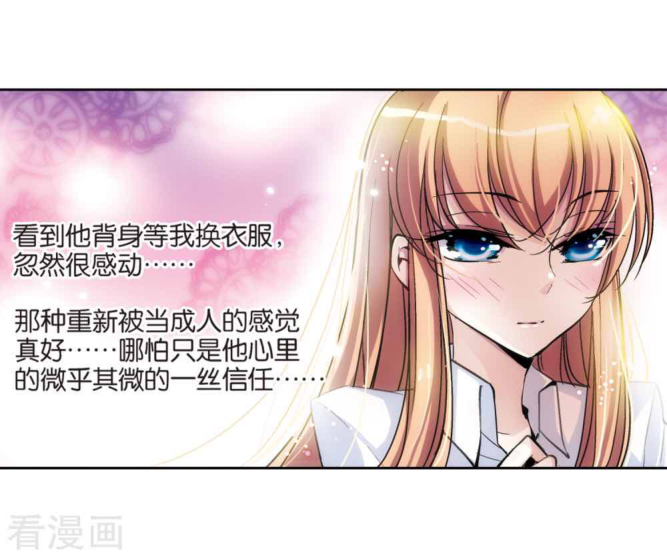 看到他背身等我换衣服，
忽然很感动……
那种重新被当成人的感觉
真好……哪怕只是他心里
的微乎其微的一丝信任……
看漫画